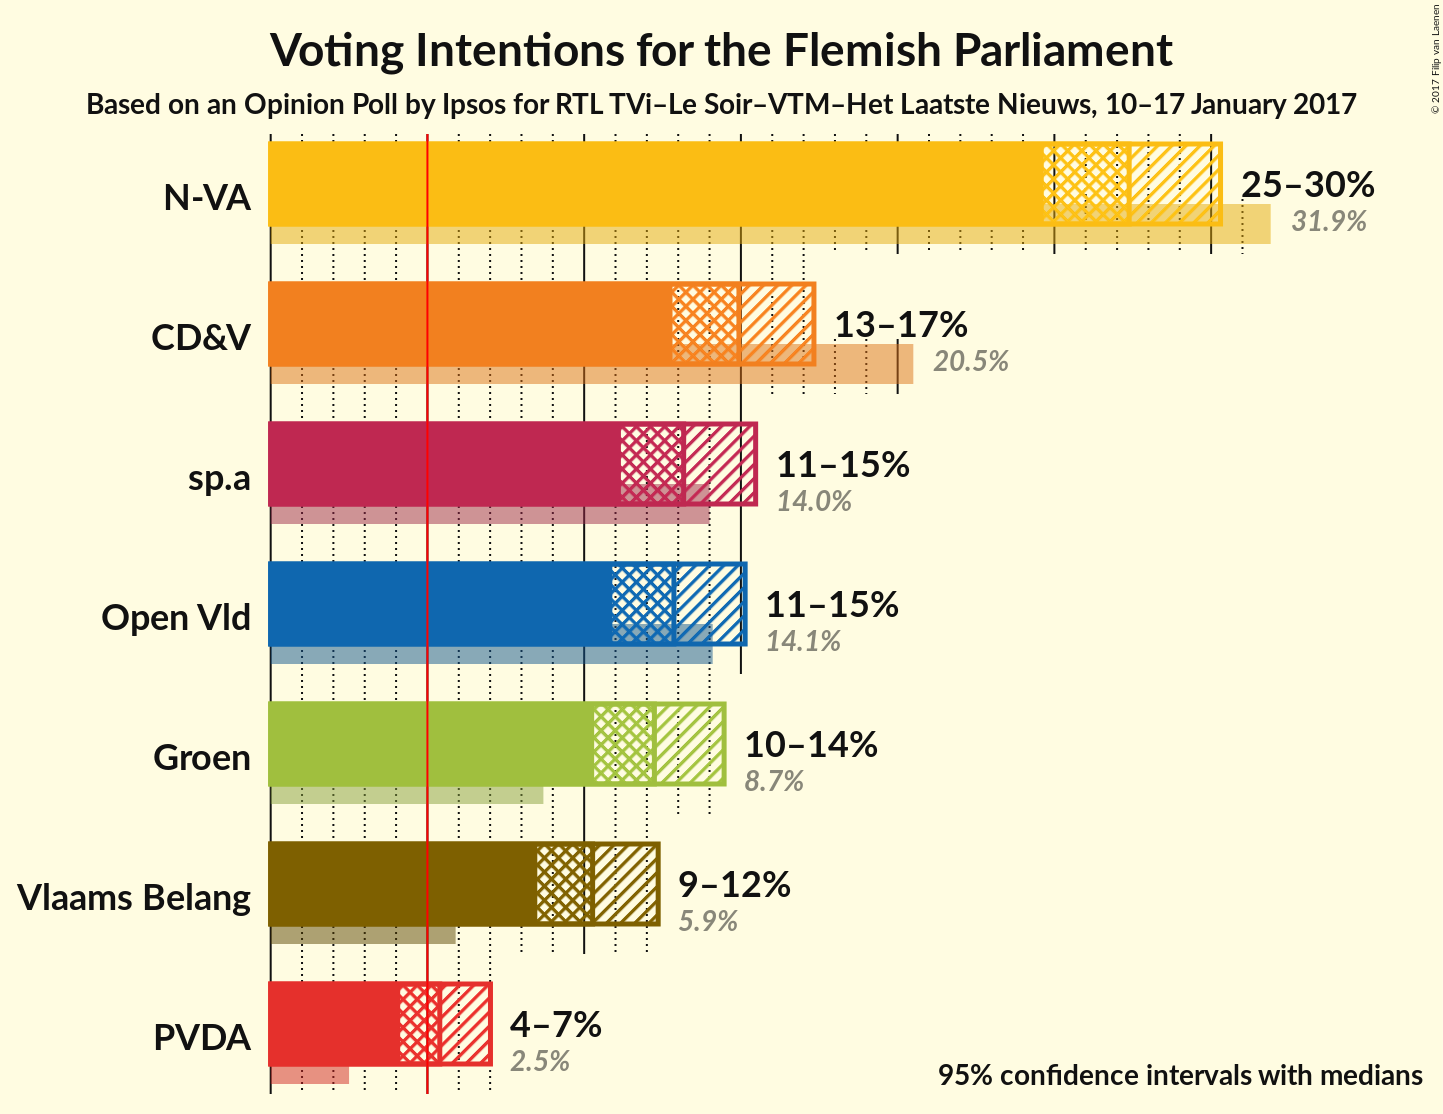 Voting Intentions for the Flemish Parliament
Based on an Opinion Poll by Ipsos for RTL TVi–Le Soir–VTM–Het Laatste Nieuws, 10–17 January 2017
© 2017 Filip van Laenen
N-VA
25–30%
31.9%
CD&V
13–17%
20.5%
sp.a
11–15%
14.0%
Open Vld
11–15%
14.1%
Groen
10–14%
8.7%
Vlaams Belang
9–12%
5.9%
PVDA
4–7%
2.5%
95% confidence intervals with medians